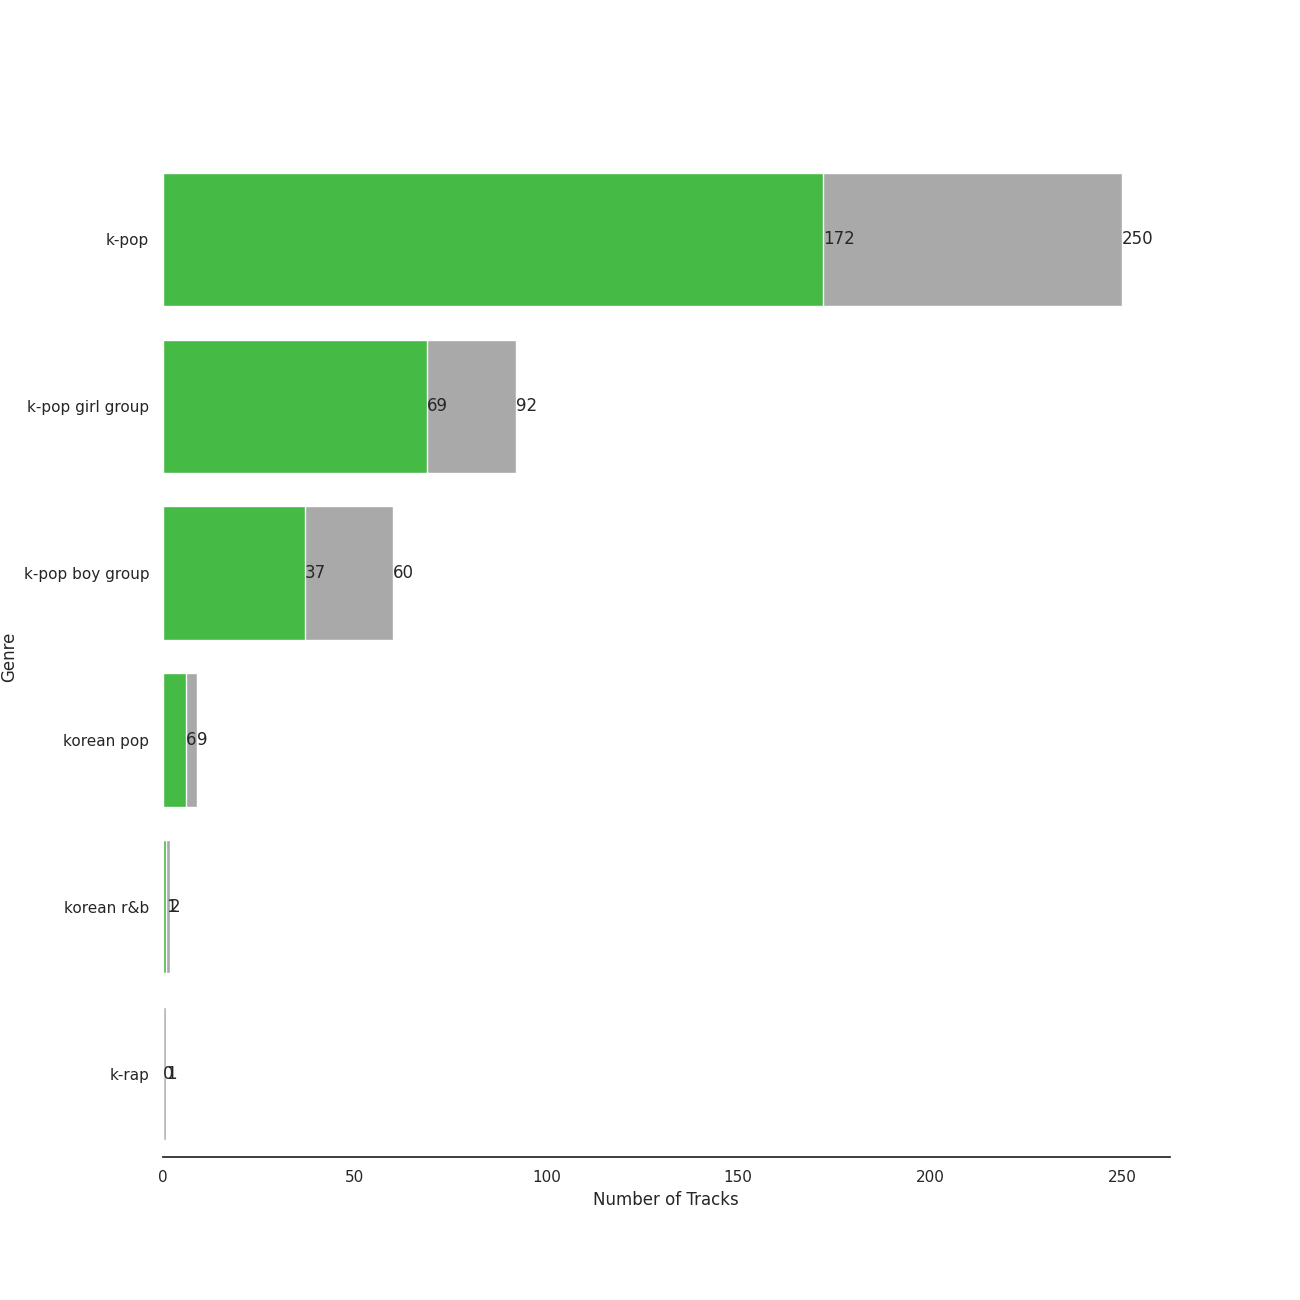 k-pop 172 250
k-pop girl group 69 92
k-pop boy group 37 60
Genre
korean pop 6 9
korean r&b 1 2
k-rap 0 1
0 50 100 150 200 250
Number of Tracks